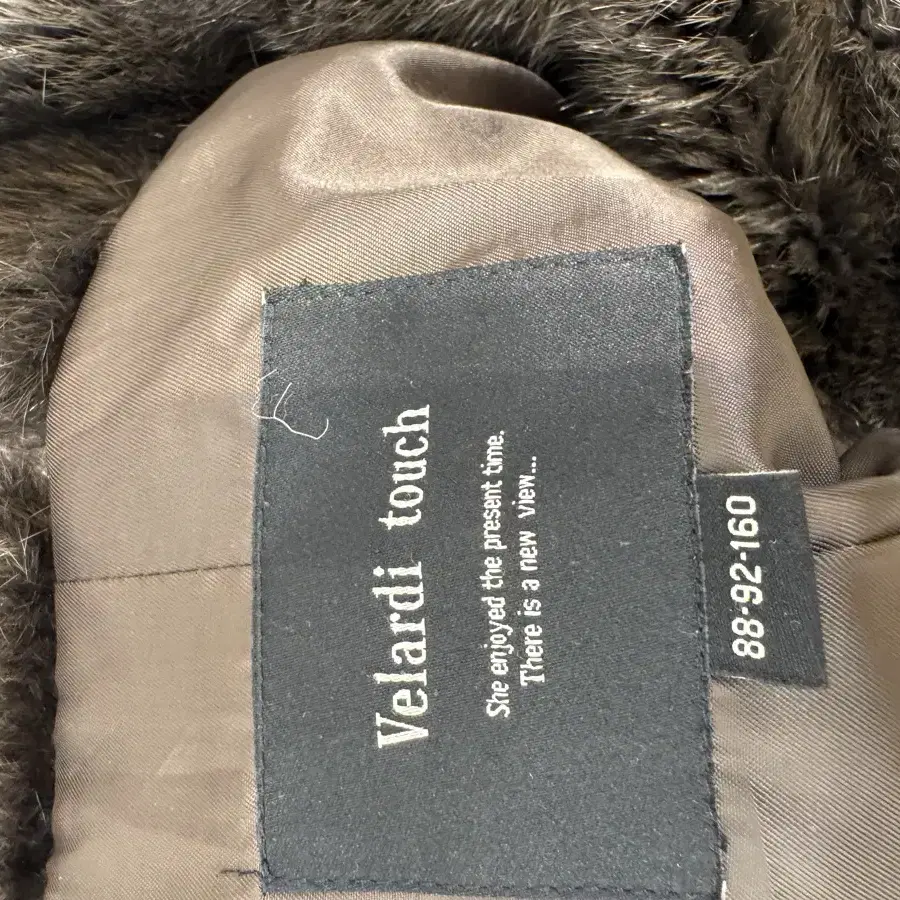 Velardi touch
She enjoyed the present time.
There is a new view...
88-92-160